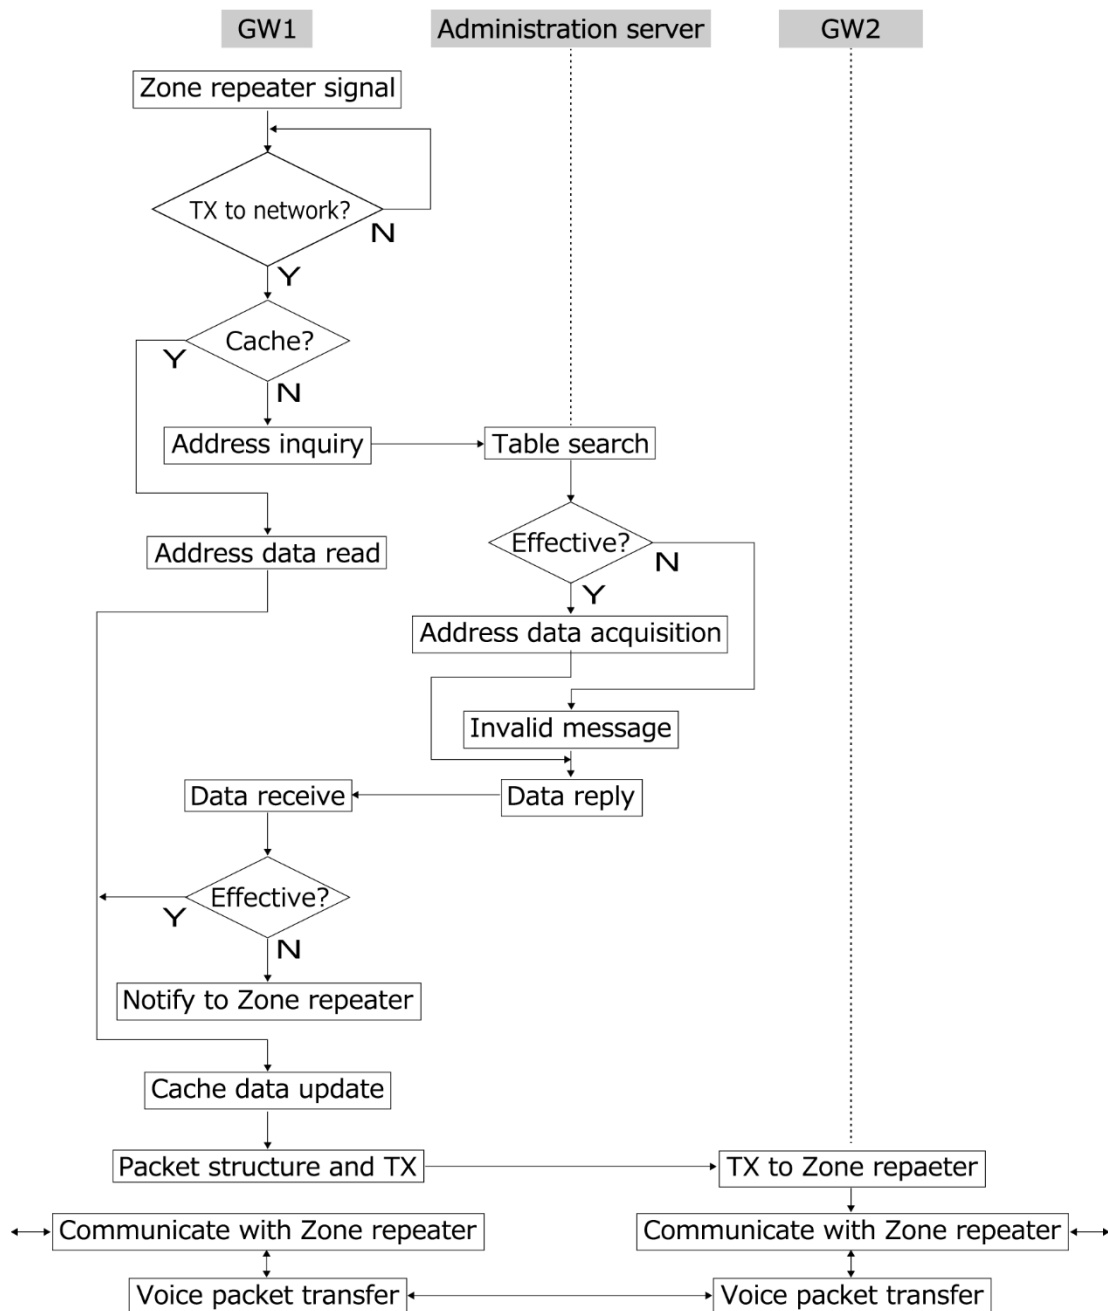 GW1
Administration server
GW2
Zone repeater signal
TX to network?
N
Y
Cache?
Y
N
Address inquiry
Table search
Effective?
N
Y
Address data read
Address data acquisition
Invalid message
Data receive
Data reply
Effective?
Y
N
Notify to Zone repeater
Cache data update
Packet structure and TX
TX to Zone repaeter
Communicate with Zone repeater
Communicate with Zone repeater
Voice packet transfer
Voice packet transfer